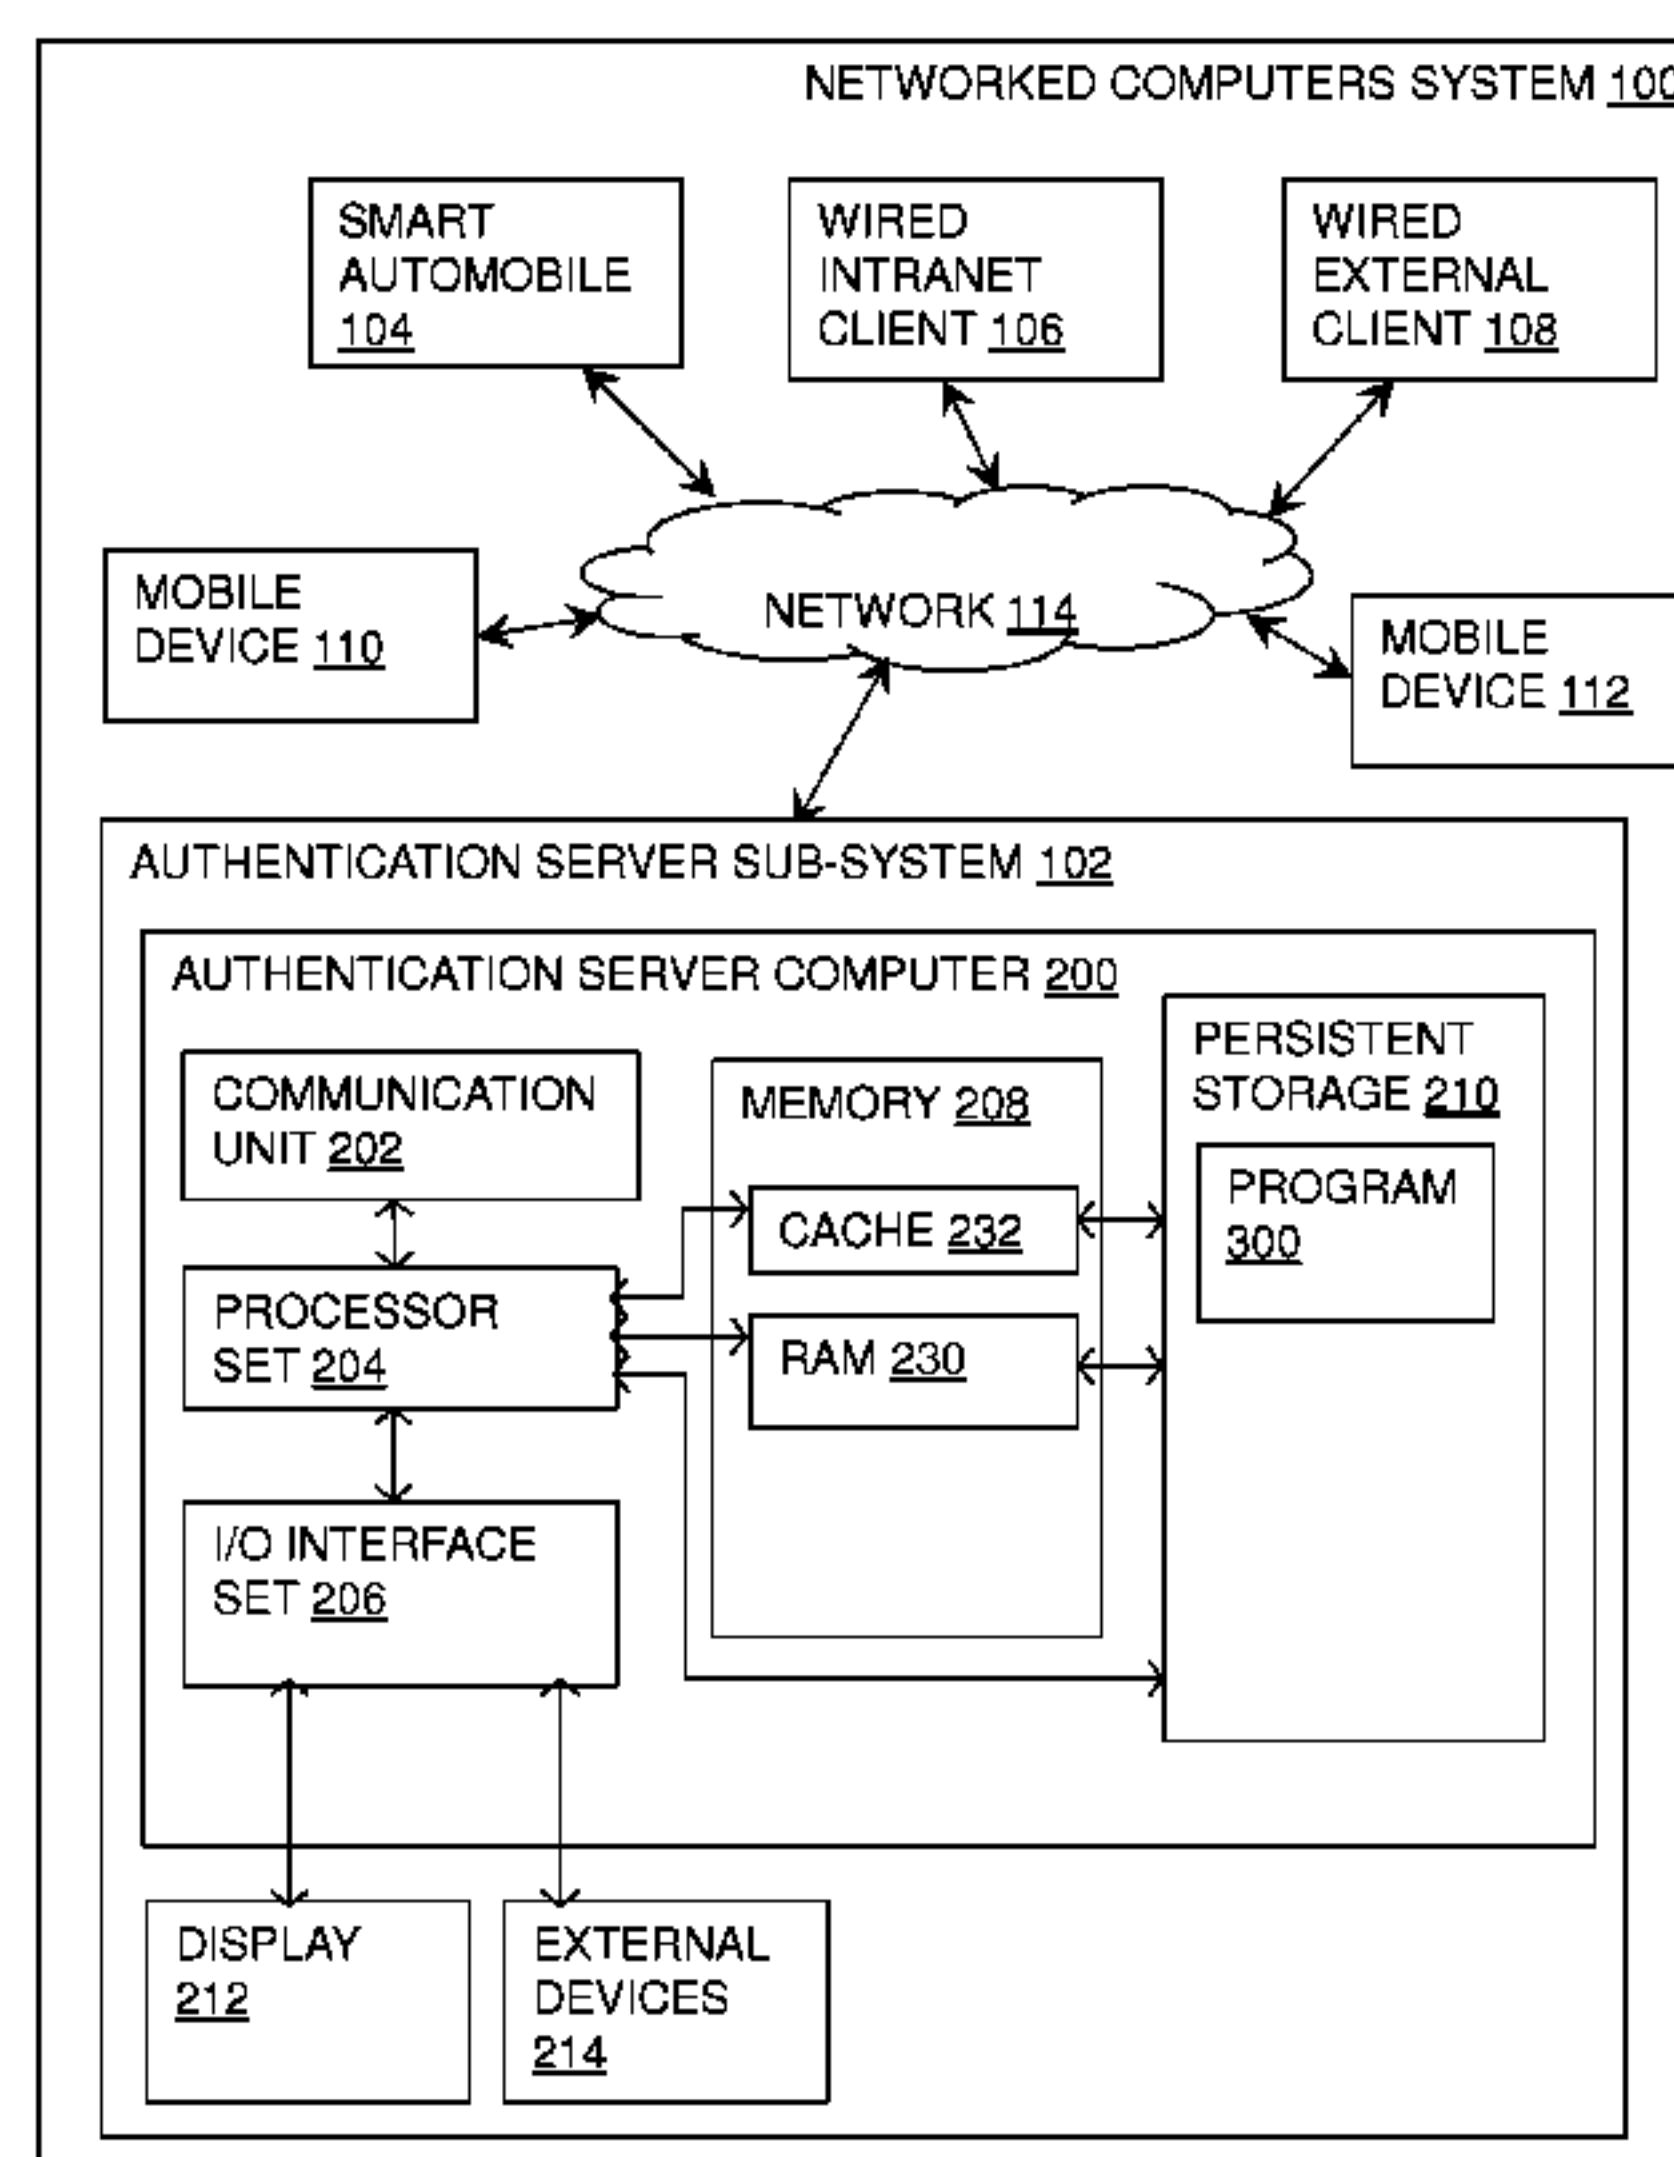 NETWORKED COMPUTERS SYSTEM 100
SMART
AUTOMOBILE
104
WIRED
INTRANET
CLIENT 106
WIRED
EXTERNAL
CLIENT 108
MOBILE
DEVICE 110
NETWORK 114
MOBILE
DEVICE 112
AUTHENTICATION SERVER SUB-SYSTEM 102
AUTHENTICATION SERVER COMPUTER 200
COMMUNICATION
UNIT 202
PROCESSOR
SET 204
I/O INTERFACE
SET 206
MEMORY 208
CACHE 232
RAM 230
PERSISTENT
STORAGE 210
PROGRAM
300
DISPLAY
212
EXTERNAL
DEVICES
214